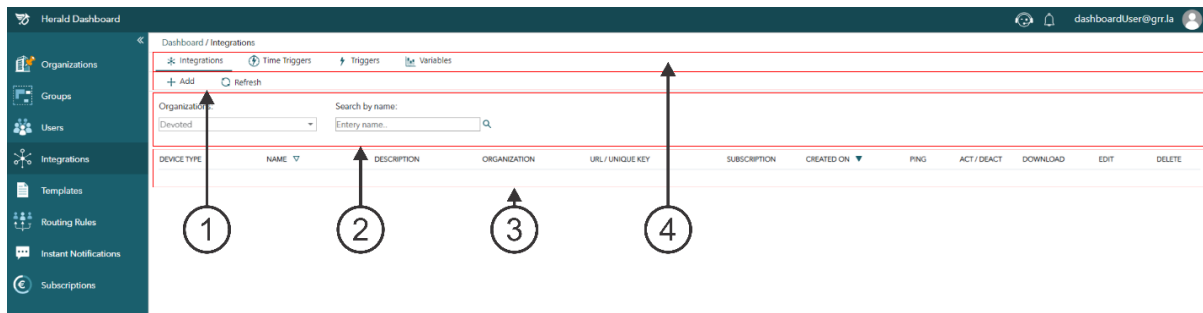 Herald Dashboard
dashboardUser@grr.la
«
Dashboard / Integrations
Organizations
Integrations Time Triggers Triggers Variables
+ Add Refresh
Groups
Organizations:
Search by name:
Users
Devoted
Entery name..
Integrations
DEVICE TYPE NAME DESCRIPTION ORGANIZATION URL / UNIQUE KEY SUBSCRIPTION CREATED ON PING ACT / DEACT DOWNLOAD EDIT DELETE
Templates
Routing Rules
1 2 3 4
Instant Notifications
Subscriptions